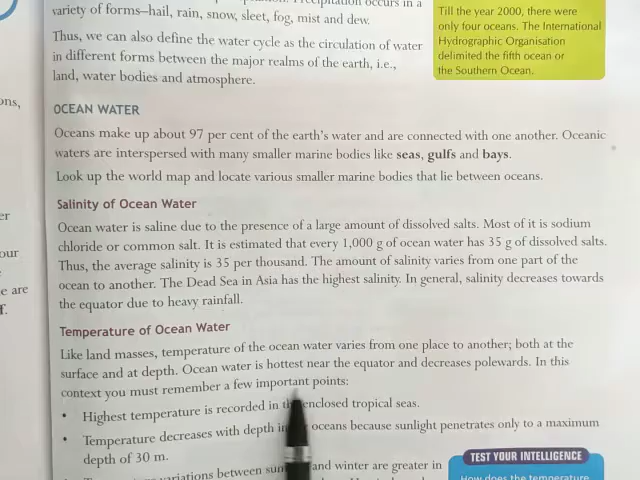 variety of forms—hail, rain, snow, sleet, fog, mist and dew.
Thus, we can also define the water cycle as the circulation of water
in different forms between the major realms of the earth, i.e.,
land, water bodies and atmosphere.
Till the year 2000, there were
only four oceans. The International
Hydrographic Organisation
delimited the fifth ocean or
the Southern Ocean.
OCEAN WATER
Oceans make up about 97 per cent of the earth's water and are connected with one another. Oceanic
waters are interspersed with many smaller marine bodies like seas, gulfs and bays.
Look up the world map and locate various smaller marine bodies that lie between oceans.
Salinity of Ocean Water
Ocean water is saline due to the presence of a large amount of dissolved salts. Most of it is sodium
chloride or common salt. It is estimated that every 1,000 g of ocean water has 35 g of dissolved salts.
Thus, the average salinity is 35 per thousand. The amount of salinity varies from one part of the
ocean to another. The Dead Sea in Asia has the highest salinity. In general, salinity decreases towards
the equator due to heavy rainfall.
Temperature of Ocean Water
Like land masses, temperature of the ocean water varies from one place to another; both at the
surface and at depth. Ocean water is hottest near the equator and decreases polewards. In this
context you must remember a few important points:
• Highest temperature is recorded in enclosed tropical seas.
• Temperature decreases with depth in oceans because sunlight penetrates only to a maximum
depth of 30 m.
variations between and winter are greater in
TEST YOUR INTELLIGENCE
How does the temperature